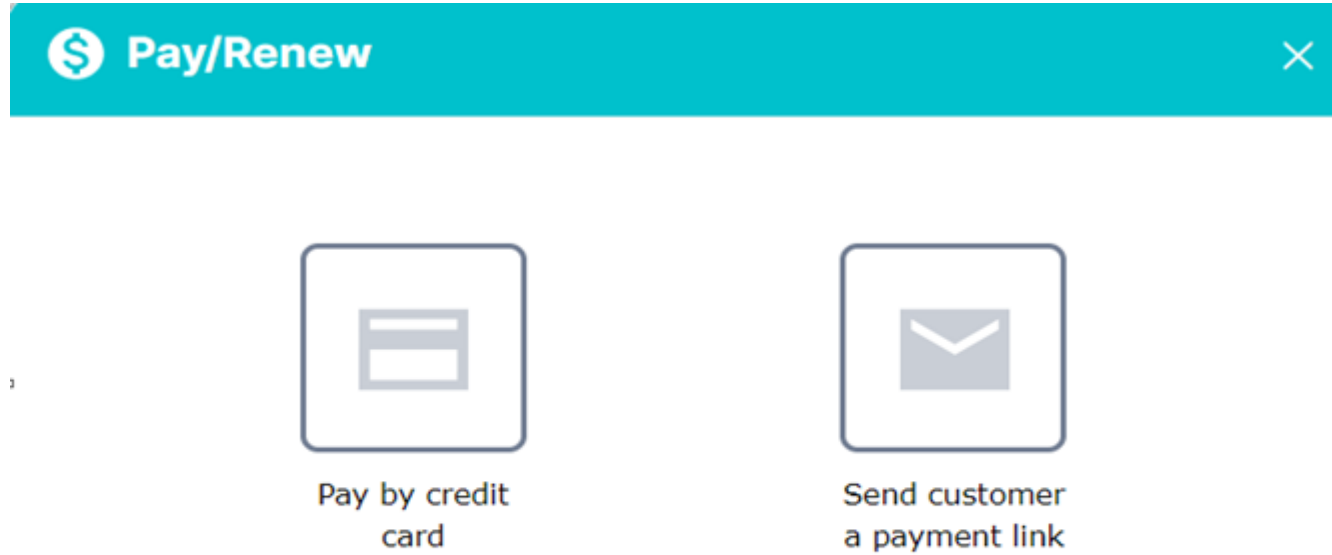 Pay/Renew
Pay by credit
card
Send customer
a payment link